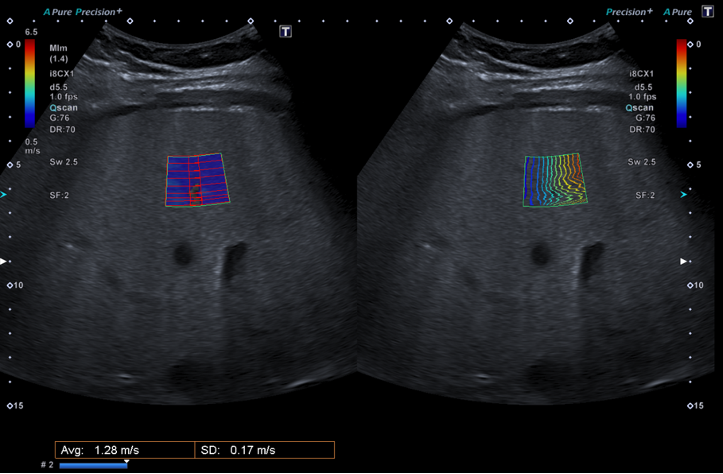 A Pure Precision+
Precision+ A Pure
T
T
6.5
MIm
(1.4)
i8CX1
d5.5
1.0 fps
Qscan
G:76
DR:70
0.5
m/s
Sw 2.5
SF:2
0
5
10
15
i8CX1
d5.5
1.0 fps
Qscan
G:76
DR:70
Sw 2.5
SF:2
0
5
10
15
Avg: 1.28 m/s SD: 0.17 m/s
# 2